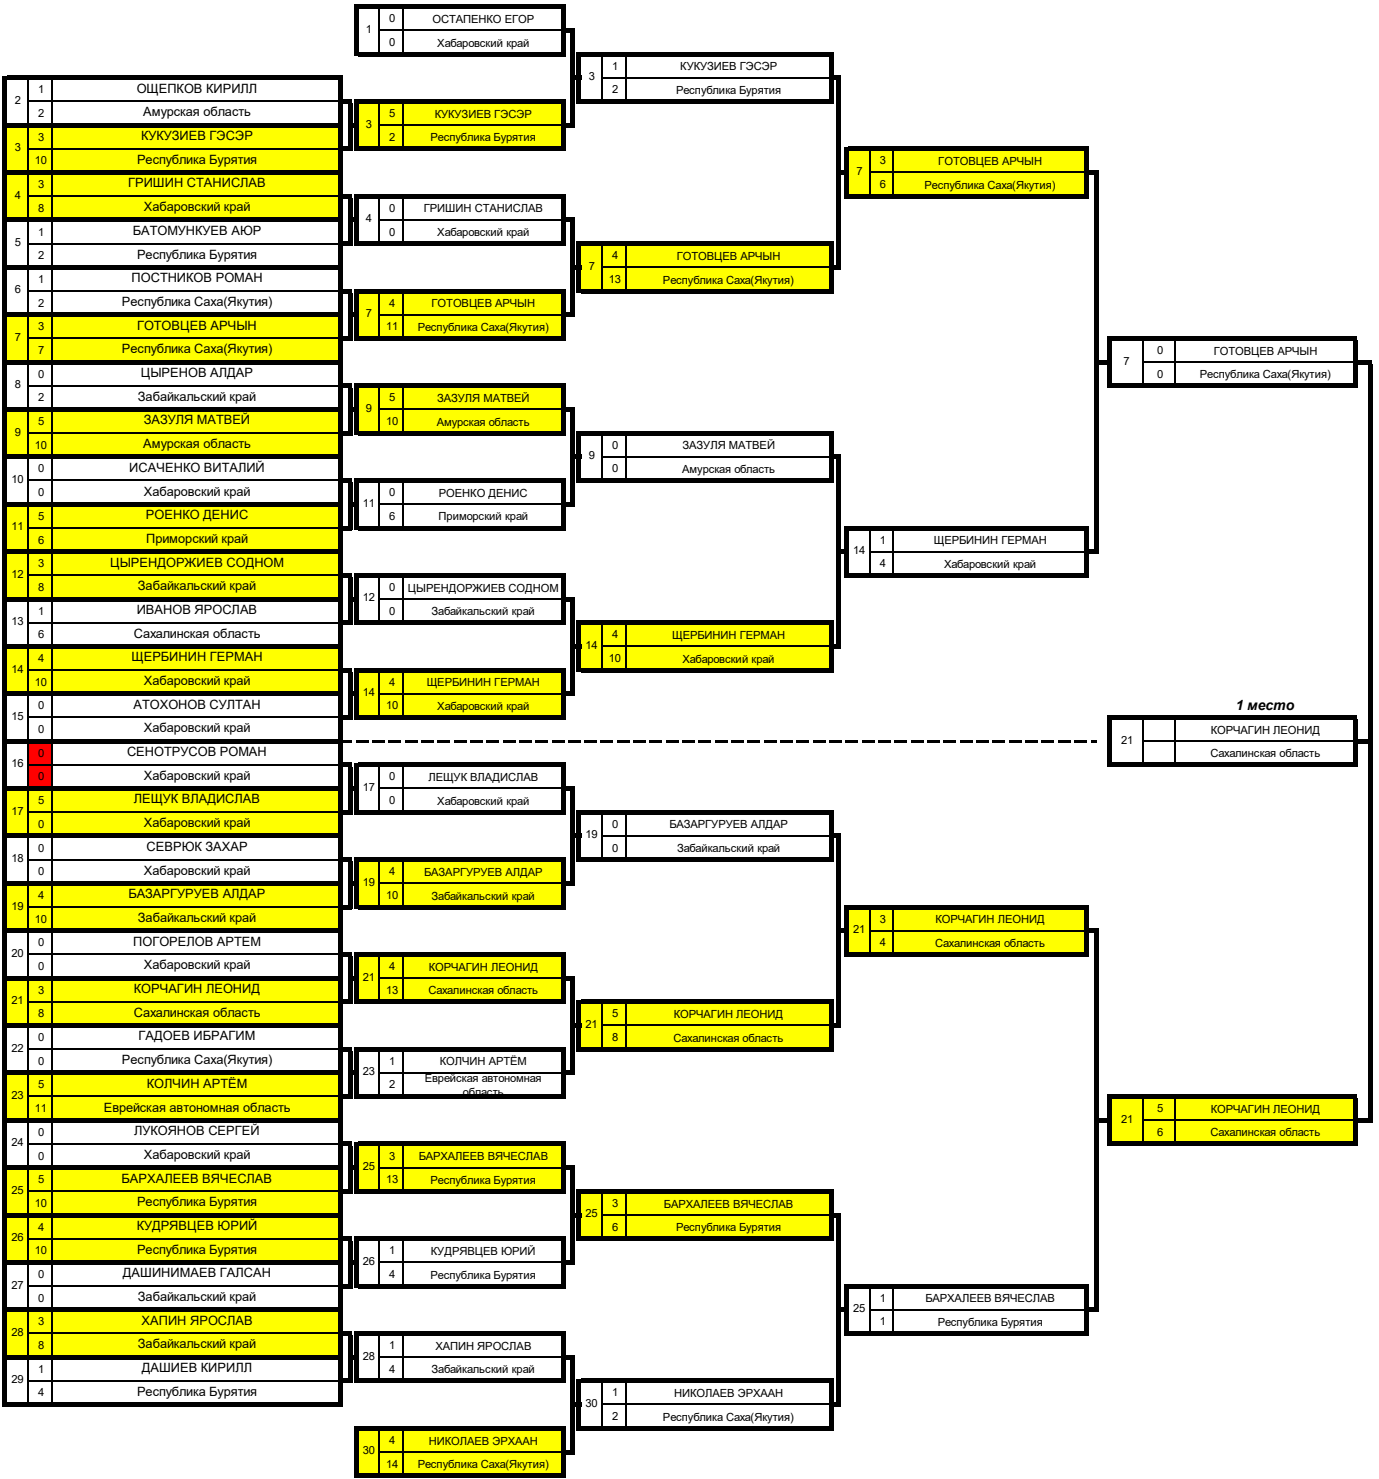 1 0 ОСТАПЕНКО ЕГОР
0 Хабаровский край
3 1 КУКУЗИЕВ ГЭСЭР
2 Республика Бурятия
2 1 ОЩЕПКОВ КИРИЛЛ
2 Амурская область
3 5 КУКУЗИЕВ ГЭСЭР
2 Республика Бурятия
3 3 КУКУЗИЕВ ГЭСЭР
10 Республика Бурятия
7 3 ГОТОВЦЕВ АРЧЫН
6 Республика Саха(Якутия)
4 3 ГРИШИН СТАНИСЛАВ
8 Хабаровский край
4 0 ГРИШИН СТАНИСЛАВ
0 Хабаровский край
5 1 БАТОМУНКУЕВ АЮР
2 Республика Бурятия
7 4 ГОТОВЦЕВ АРЧЫН
13 Республика Саха(Якутия)
6 1 ПОСТНИКОВ РОМАН
2 Республика Саха(Якутия)
7 4 ГОТОВЦЕВ АРЧЫН
11 Республика Саха(Якутия)
7 3 ГОТОВЦЕВ АРЧЫН
7 Республика Саха(Якутия)
7 0 ГОТОВЦЕВ АРЧЫН
0 Республика Саха(Якутия)
8 0 ЦЫРЕНОВ АЛДАР
2 Забайкальский край
9 5 ЗАЗУЛЯ МАТВЕЙ
10 Амурская область
9 5 ЗАЗУЛЯ МАТВЕЙ
10 Амурская область
9 0 ЗАЗУЛЯ МАТВЕЙ
0 Амурская область
10 0 ИСАЧЕНКО ВИТАЛИЙ
0 Хабаровский край
11 0 РОЕНКО ДЕНИС
6 Приморский край
11 5 РОЕНКО ДЕНИС
6 Приморский край
14 1 ЩЕРБИНИН ГЕРМАН
4 Хабаровский край
12 3 ЦЫРЕНДОРЖИЕВ СОДНОМ
8 Забайкальский край
12 0 ЦЫРЕНДОРЖИЕВ СОДНОМ
0 Забайкальский край
13 1 ИВАНОВ ЯРОСЛАВ
6 Сахалинская область
14 4 ЩЕРБИНИН ГЕРМАН
10 Хабаровский край
14 4 ЩЕРБИНИН ГЕРМАН
10 Хабаровский край
14 4 ЩЕРБИНИН ГЕРМАН
10 Хабаровский край
15 0 АТОХОНОВ СУЛТАН
0 Хабаровский край
1 место
21 КОРЧАГИН ЛЕОНИД
Сахалинская область
16 0 СЕНОТРУСОВ РОМАН
0 Хабаровский край
17 0 ЛЕЩУК ВЛАДИСЛАВ
0 Хабаровский край
17 5 ЛЕЩУК ВЛАДИСЛАВ
0 Хабаровский край
19 0 БАЗАРГУРУЕВ АЛДАР
0 Забайкальский край
18 0 СЕВРЮК ЗАХАР
0 Хабаровский край
19 4 БАЗАРГУРУЕВ АЛДАР
10 Забайкальский край
19 4 БАЗАРГУРУЕВ АЛДАР
10 Забайкальский край
21 3 КОРЧАГИН ЛЕОНИД
4 Сахалинская область
20 0 ПОГОРЕЛОВ АРТЕМ
0 Хабаровский край
21 4 КОРЧАГИН ЛЕОНИД
13 Сахалинская область
21 3 КОРЧАГИН ЛЕОНИД
8 Сахалинская область
21 5 КОРЧАГИН ЛЕОНИД
8 Сахалинская область
22 0 ГАДОЕВ ИБРАГИМ
0 Республика Саха(Якутия)
23 1 КОЛЧИН АРТЁМ
2 Еврейская автономная
область
23 5 КОЛЧИН АРТЁМ
11 Еврейская автономная область
21 5 КОРЧАГИН ЛЕОНИД
6 Сахалинская область
24 0 ЛУКОЯНОВ СЕРГЕЙ
0 Хабаровский край
25 3 БАРХАЛЕЕВ ВЯЧЕСЛАВ
13 Республика Бурятия
25 5 БАРХАЛЕЕВ ВЯЧЕСЛАВ
10 Республика Бурятия
25 3 БАРХАЛЕЕВ ВЯЧЕСЛАВ
6 Республика Бурятия
26 4 КУДРЯВЦЕВ ЮРИЙ
10 Республика Бурятия
26 1 КУДРЯВЦЕВ ЮРИЙ
4 Республика Бурятия
27 0 ДАШИНИМАЕВ ГАЛСАН
0 Забайкальский край
25 1 БАРХАЛЕЕВ ВЯЧЕСЛАВ
1 Республика Бурятия
28 3 ХАПИН ЯРОСЛАВ
8 Забайкальский край
28 1 ХАПИН ЯРОСЛАВ
4 Забайкальский край
29 1 ДАШИЕВ КИРИЛЛ
4 Республика Бурятия
30 1 НИКОЛАЕВ ЭРХААН
2 Республика Саха(Якутия)
30 4 НИКОЛАЕВ ЭРХААН
14 Республика Саха(Якутия)